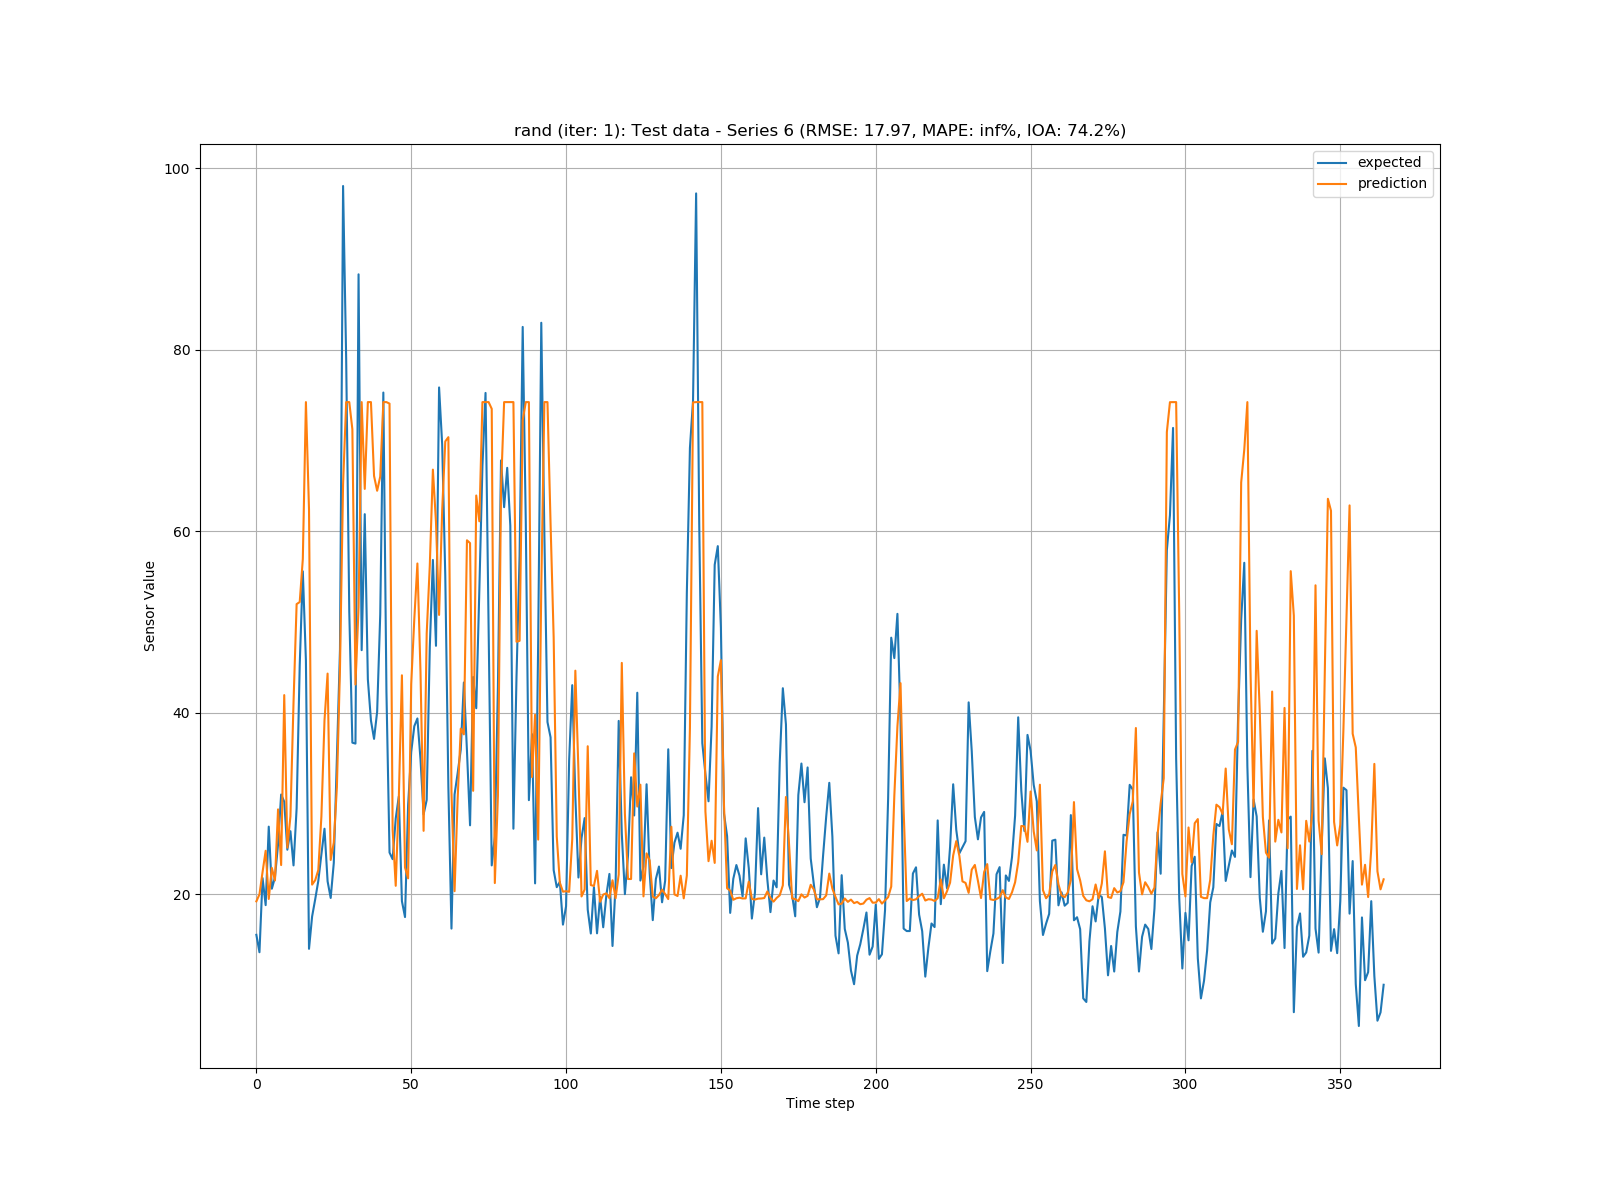 rand (iter: 1): Test data - Series 6 (RMSE: 17.97, MAPE: inf%, IOA: 74.2%)
expected
prediction
100
80
60
40
20
Sensor Value
0 50 100 150 200 250 300 350
Time step